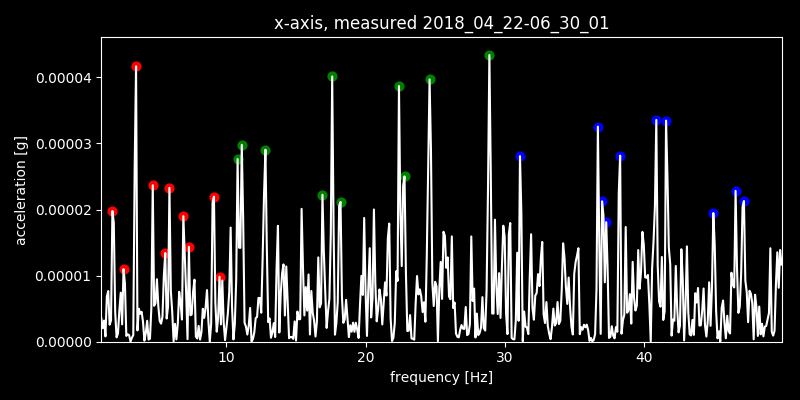 x-axis, measured 2018_04_22-06_30_01
acceleration [g]
0.00004
0.00003
0.00002
0.00001
0.00000
10 20 30 40
frequency [Hz]